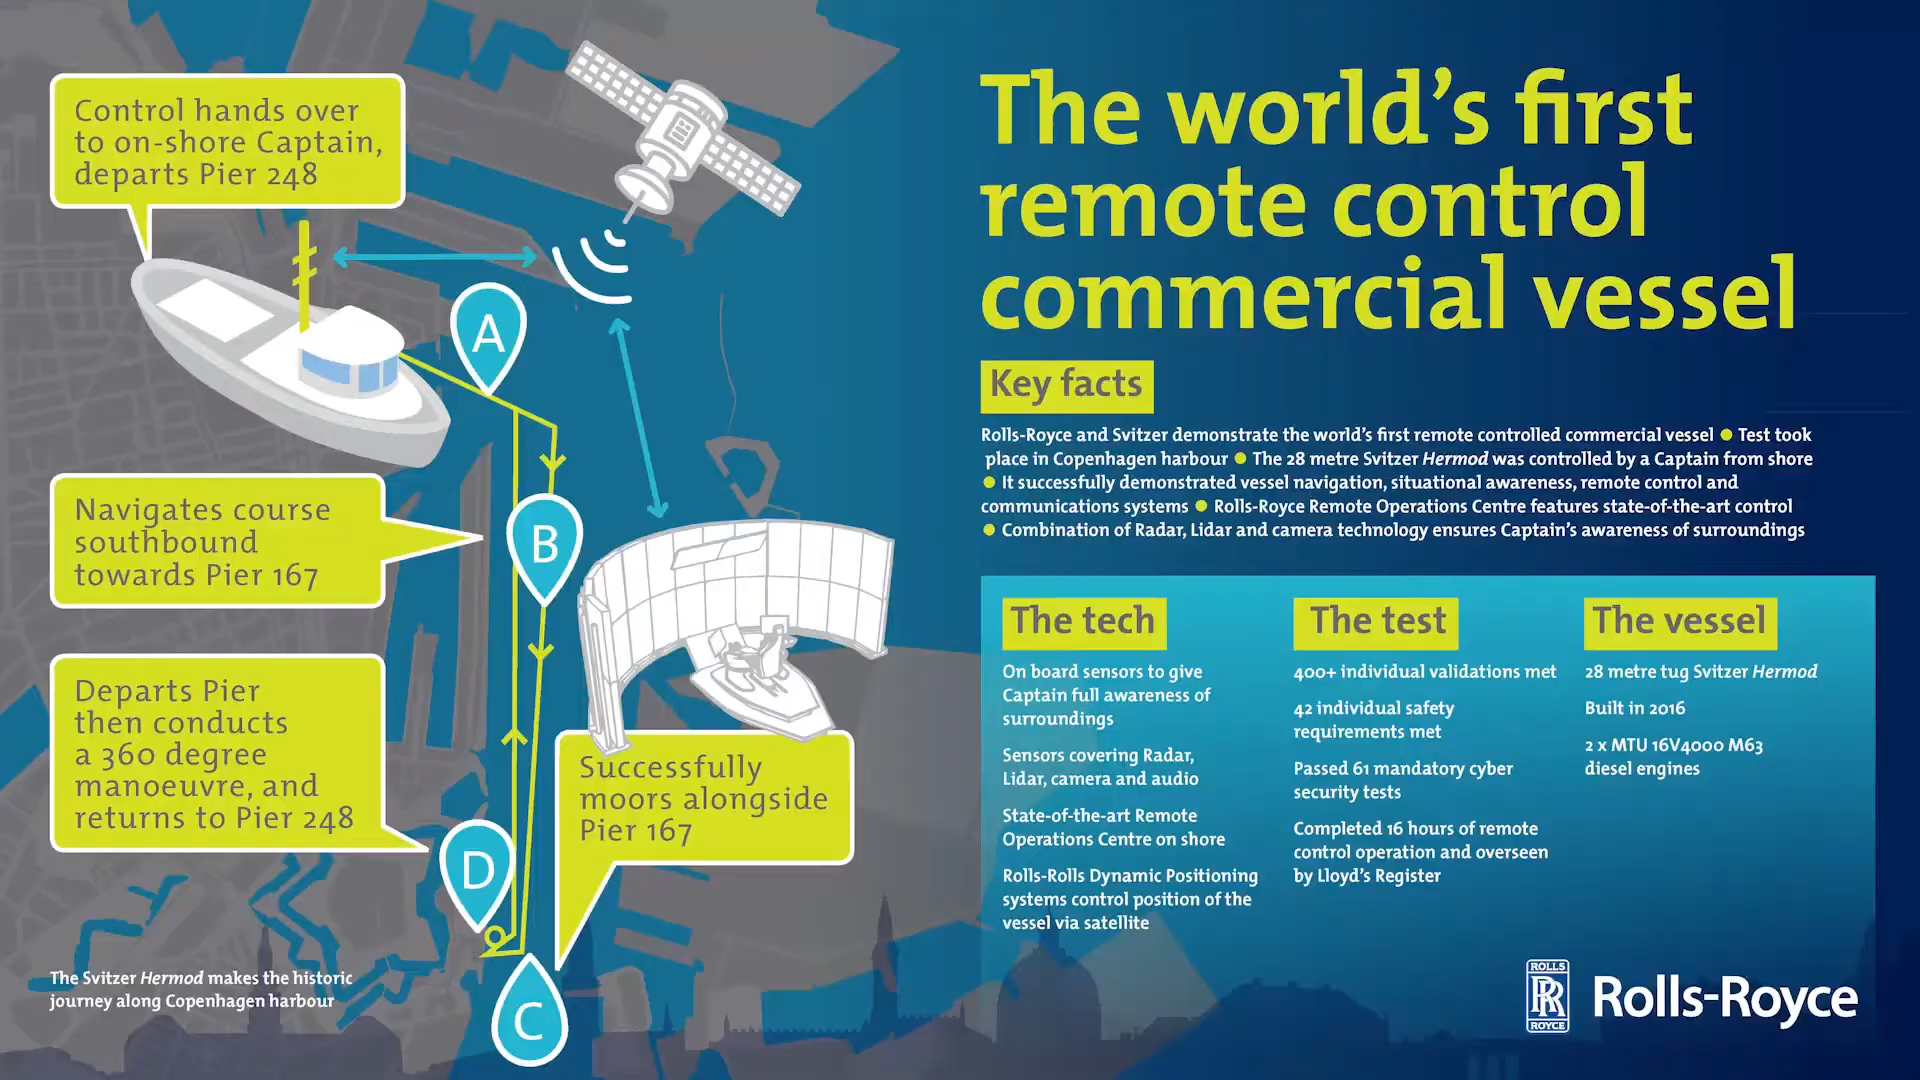 Control hands over
to on-shore Captain,
departs Pier 248
A
Navigates course
southbound
towards Pier 167
B
Departs Pier
then conducts
a 360 degree
manoeuvre, and
returns to Pier 248
D
Successfully
moors alongside
Pier 167
C
The Svitzer Hermod makes the historic
journey along Copenhagen harbour
The world's first
remote control
commercial vessel
Key facts
Rolls-Royce and Svitzer demonstrate the world's first remote controlled commercial vessel ● Test took
place in Copenhagen harbour ● The 28 metre Svitzer Hermod was controlled by a Captain from shore
● It successfully demonstrated vessel navigation, situational awareness, remote control and
communications systems ● Rolls-Royce Remote Operations Centre features state-of-the-art control
● Combination of Radar, Lidar and camera technology ensures Captain's awareness of surroundings
The tech
On board sensors to give
Captain full awareness of
surroundings
Sensors covering Radar,
Lidar, camera and audio
State-of-the-art Remote
Operations Centre on shore
Rolls-Rolls Dynamic Positioning
systems control position of the
vessel via satellite
The test
400+ individual validations met
42 individual safety
requirements met
Passed 61 mandatory cyber
security tests
Completed 16 hours of remote
control operation and overseen
by Lloyd's Register
The vessel
28 metre tug Svitzer Hermod
Built in 2016
2 x MTU 16V4000 M63
diesel engines
ROLLS
RR
ROYCE
Rolls-Royce